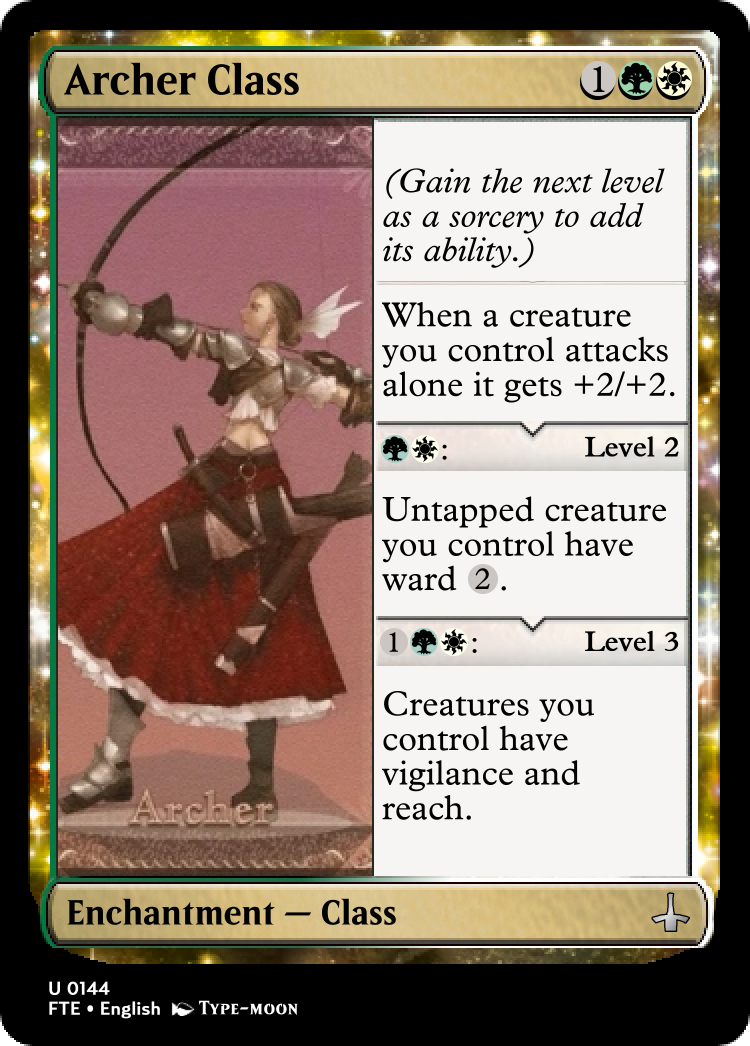 Archer Class 1
(Gain the next level
as a sorcery to add
its ability.)
When a creature
you control attacks
alone it gets +2/+2.
: Level 2
Untapped creature
you control have
ward 2.
1 : Level 3
Creatures you
control have
vigilance and
reach.
Archer
Enchantment — Class
U 0144
FTE • English TYPE-MOON